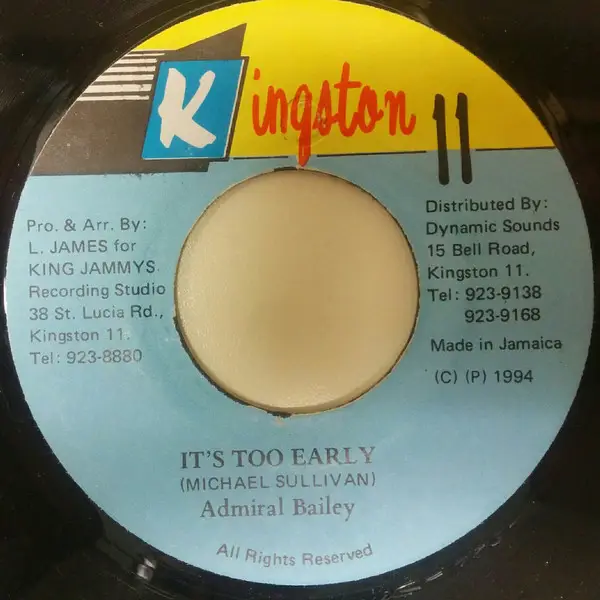 Kingston 11
Pro. & Arr. By:
L. JAMES for
KING JAMMYS
Recording Studio
38 St. Lucia Rd.,
Kingston 11.
Tel: 923-8880
Distributed By:
Dynamic Sounds
15 Bell Road,
Kingston 11.
Tel: 923-9138
923-9168
Made in Jamaica
(C) (P) 1994
IT'S TOO EARLY
(MICHAEL SULLIVAN)
Admiral Bailey
All Rights Reserved